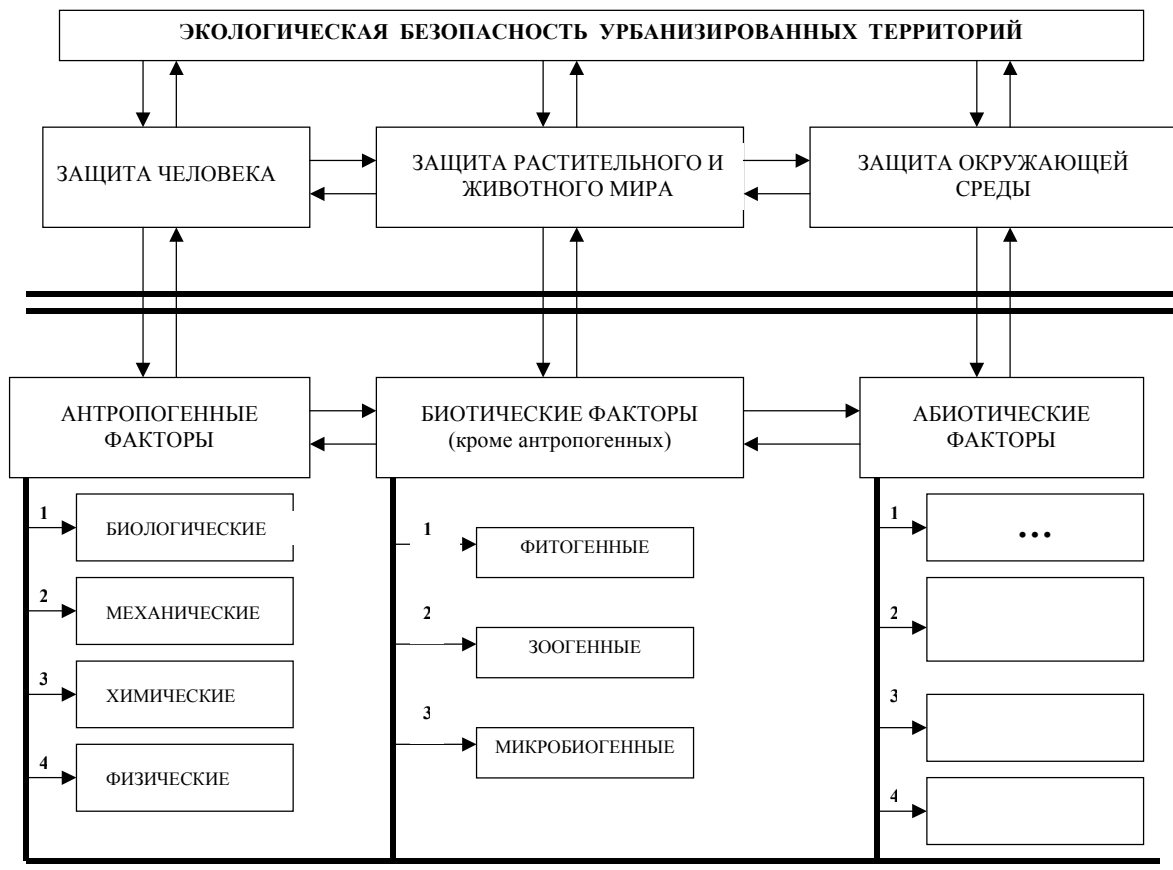 ЭКОЛОГИЧЕСКАЯ БЕЗОПАСНОСТЬ УРБАНИЗИРОВАННЫХ ТЕРРИТОРИЙ
ЗАЩИТА ЧЕЛОВЕКА
ЗАЩИТА РАСТИТЕЛЬНОГО И
ЖИВОТНОГО МИРА
ЗАЩИТА ОКРУЖАЮЩЕЙ
СРЕДЫ
АНТРОПОГЕННЫЕ
ФАКТОРЫ
БИОТИЧЕСКИЕ ФАКТОРЫ
(кроме антропогенных)
АБИОТИЧЕСКИЕ
ФАКТОРЫ
1
БИОЛОГИЧЕСКИЕ
2
МЕХАНИЧЕСКИЕ
3
ХИМИЧЕСКИЕ
4
ФИЗИЧЕСКИЕ
1
ФИТОГЕННЫЕ
2
ЗООГЕННЫЕ
3
МИКРОБИОГЕННЫЕ
1
...
2
3
4